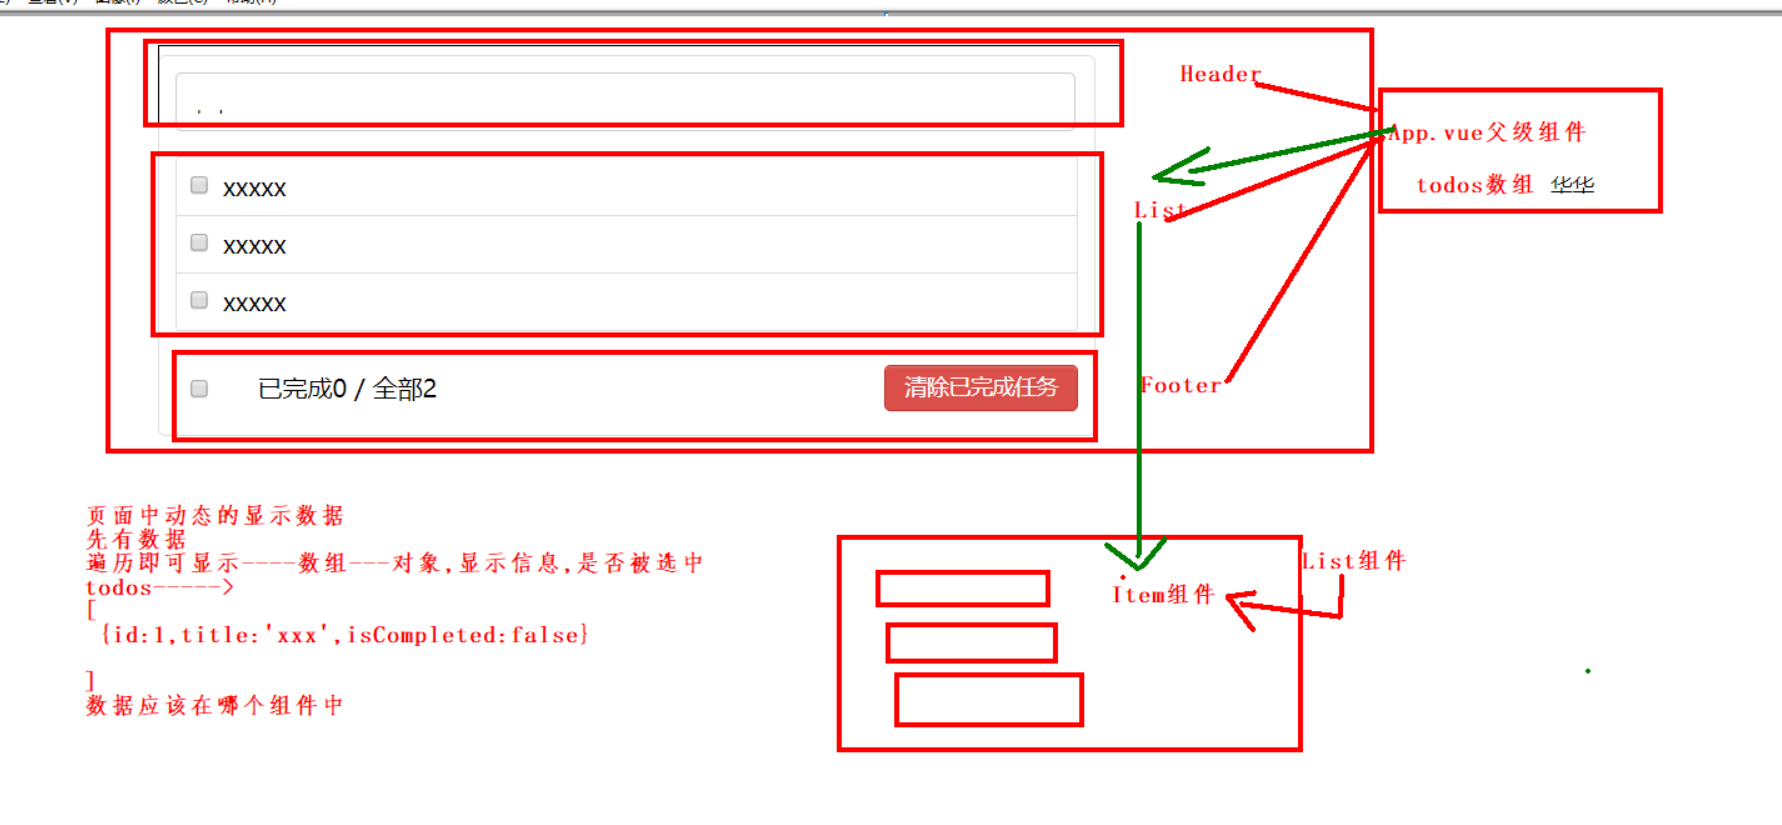 Header
App.vue父级组件
todos数组 华华
xxxxx
List
xxxxx
xxxxx
已完成0 / 全部2
清除已完成任务
Footer
页面中动态的显示数据
先有数据
遍历即可显示----数组---对象,显示信息,是否被选中
todos----->
[
{id:1,title:'xxx',isCompleted:false}
]
数据应该在哪个组件中
List组件
Item组件